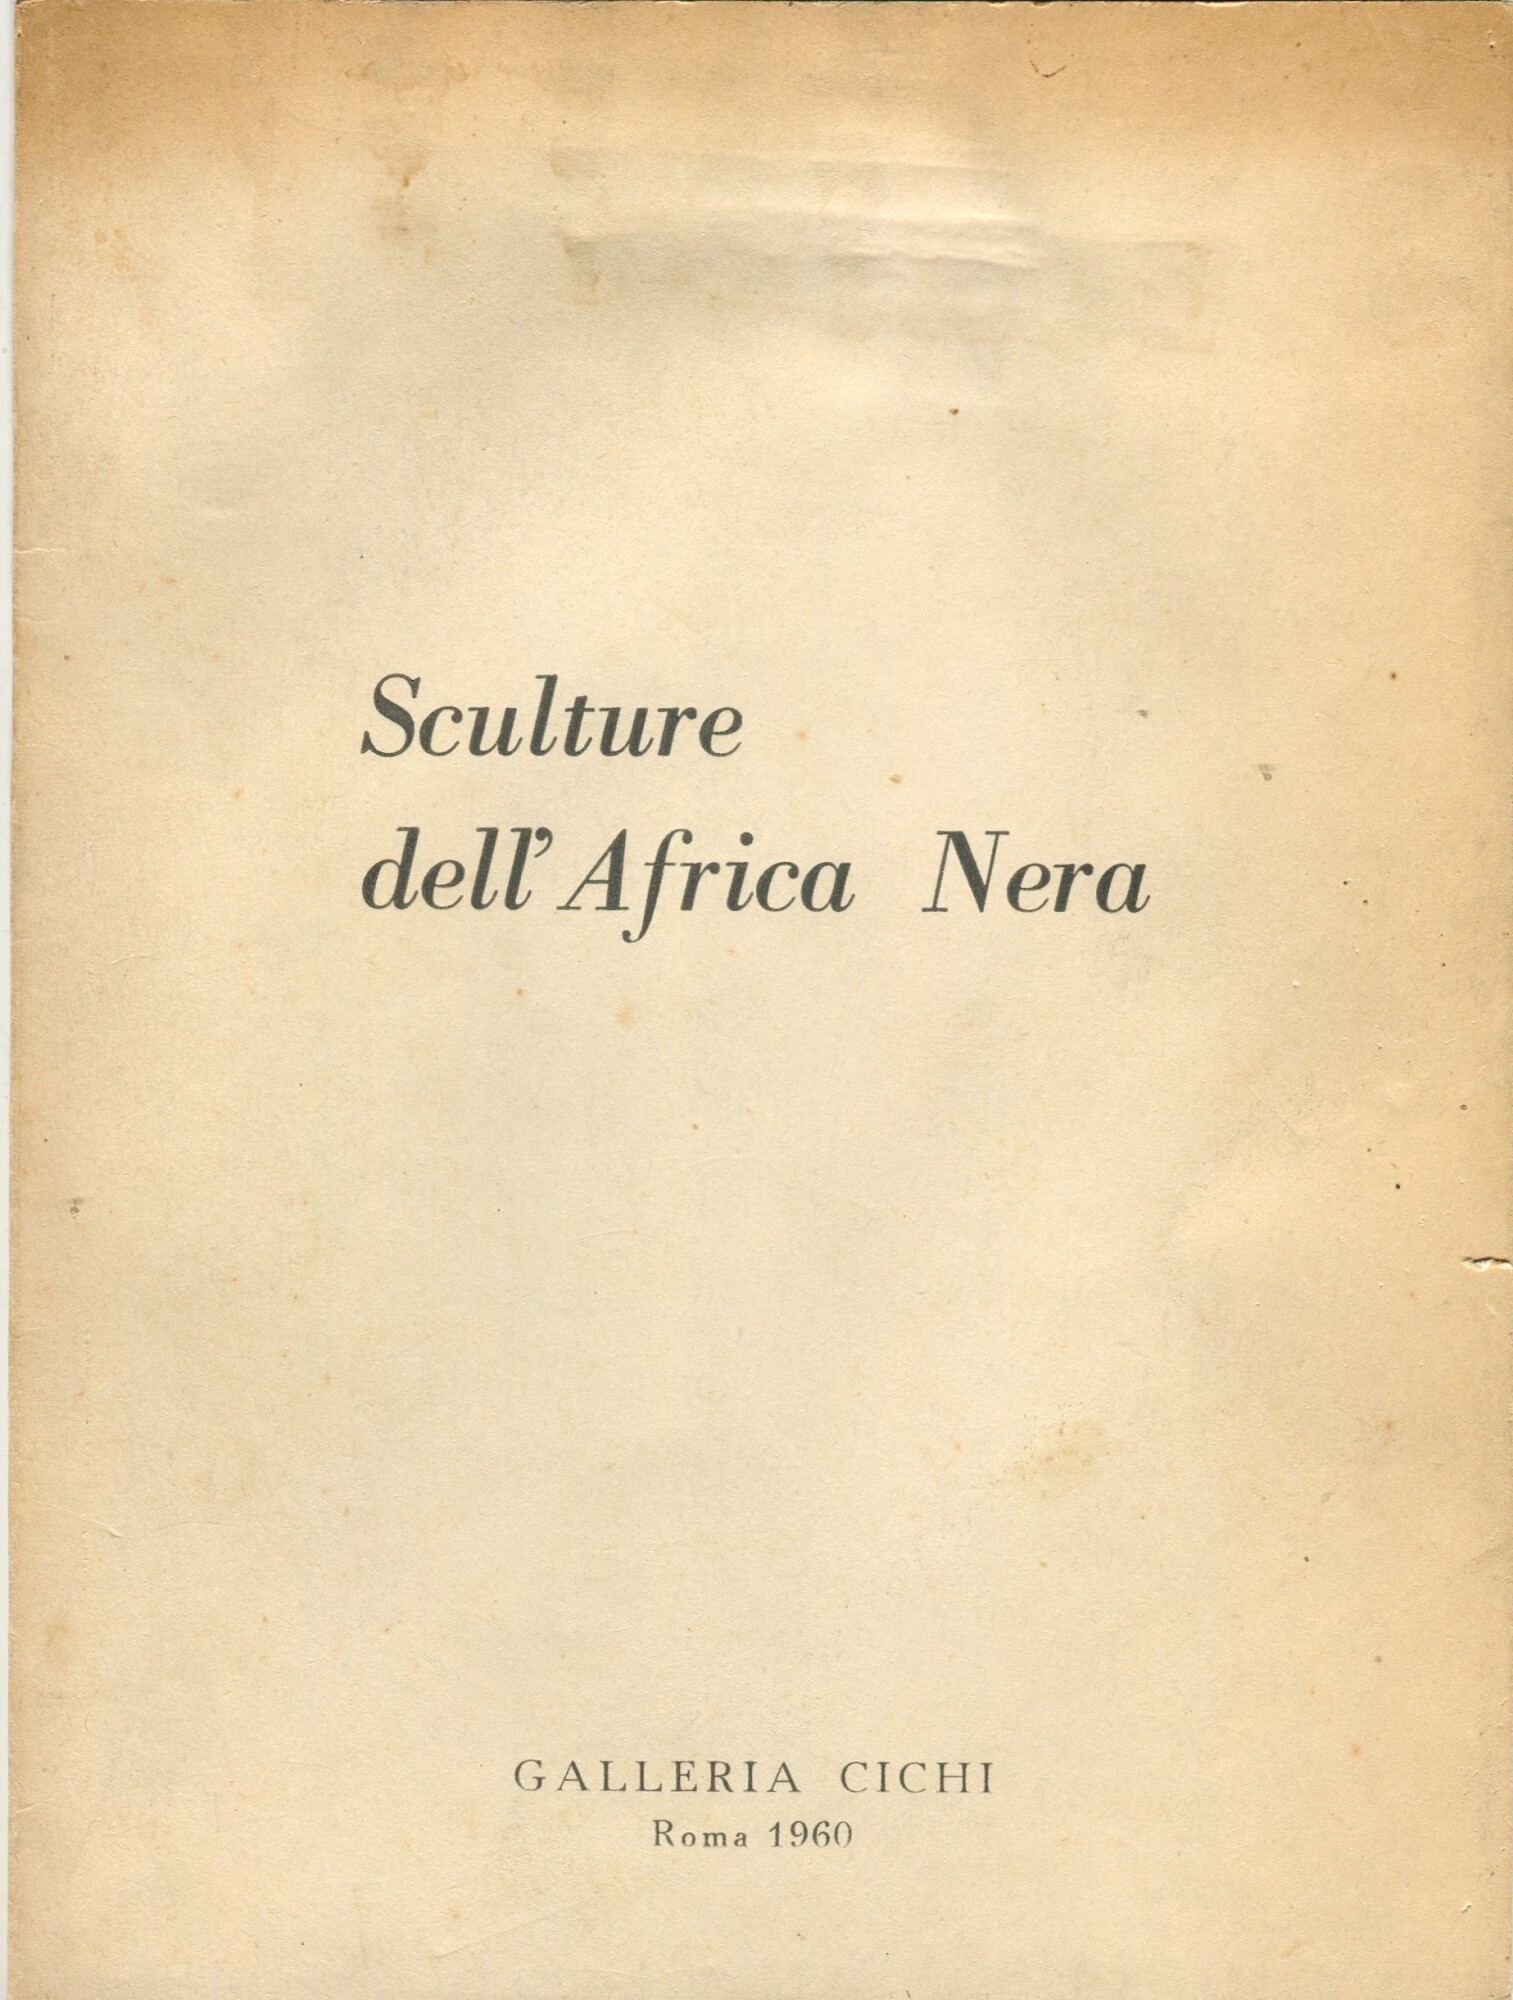 Sculture
dell'Africa Nera
GALLERIA CICHI
Roma 1960